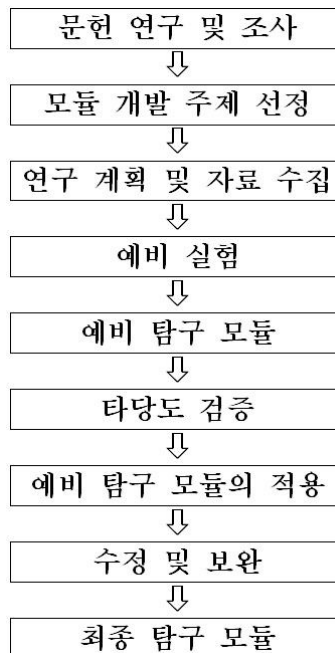 문헌 연구 및 조사
모듈 개발 주제 선정
연구 계획 및 자료 수집
예비 실험
예비 탐구 모듈
타당도 검증
예비 탐구 모듈의 적용
수정 및 보완
최종 탐구 모듈